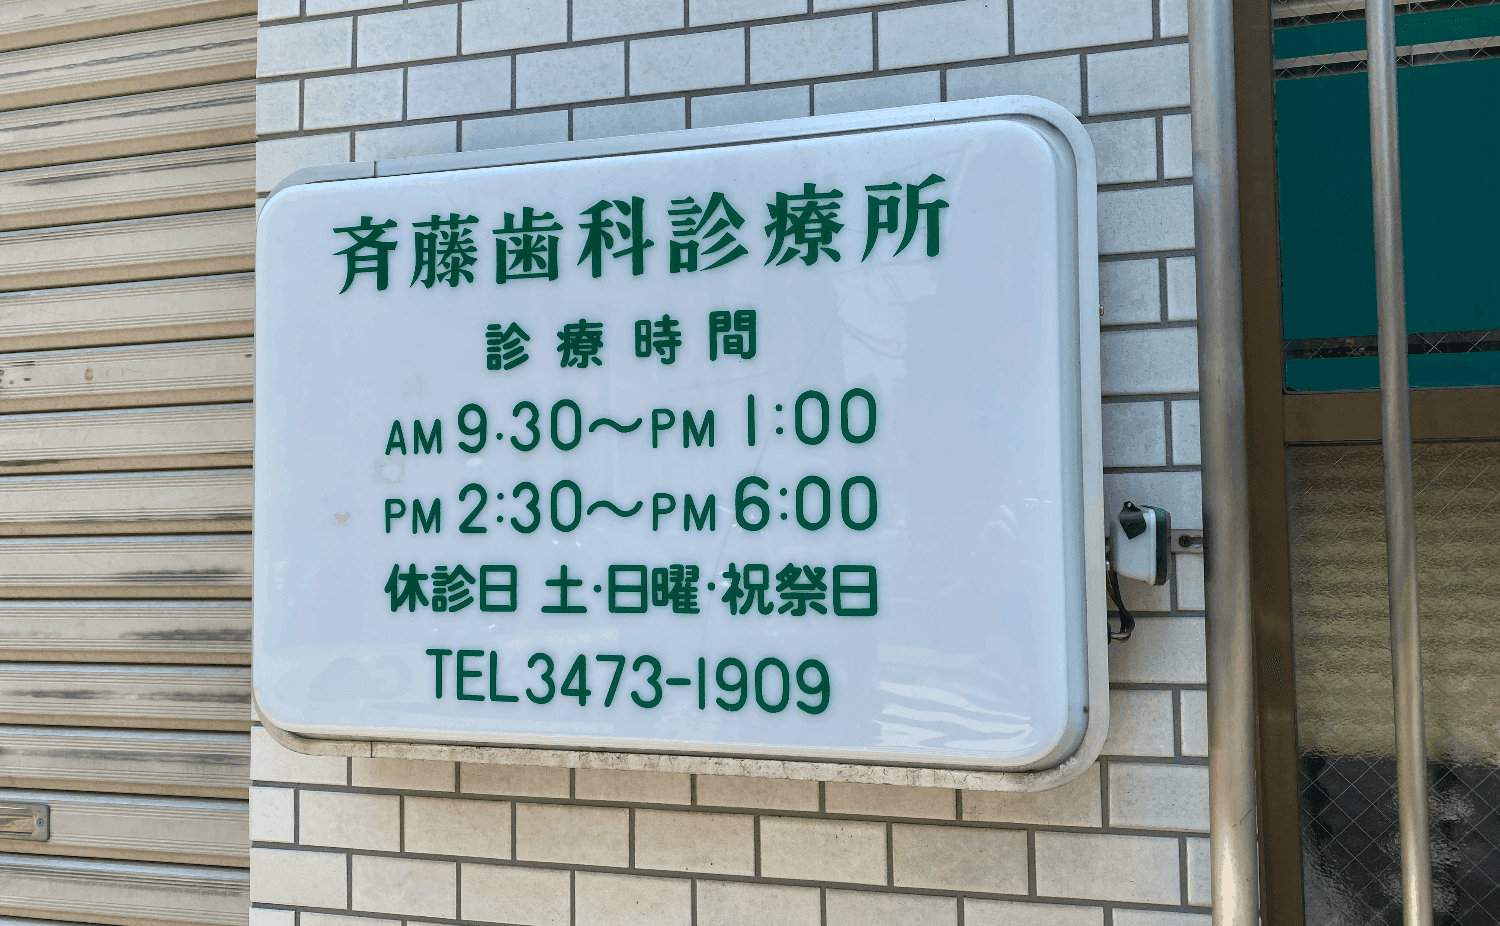 斉藤歯科診療所
診療時間
AM 9.30〜PM 1:00
PM 2:30〜PM 6:00
休診日 土・日曜・祝祭日
TEL3473-1909